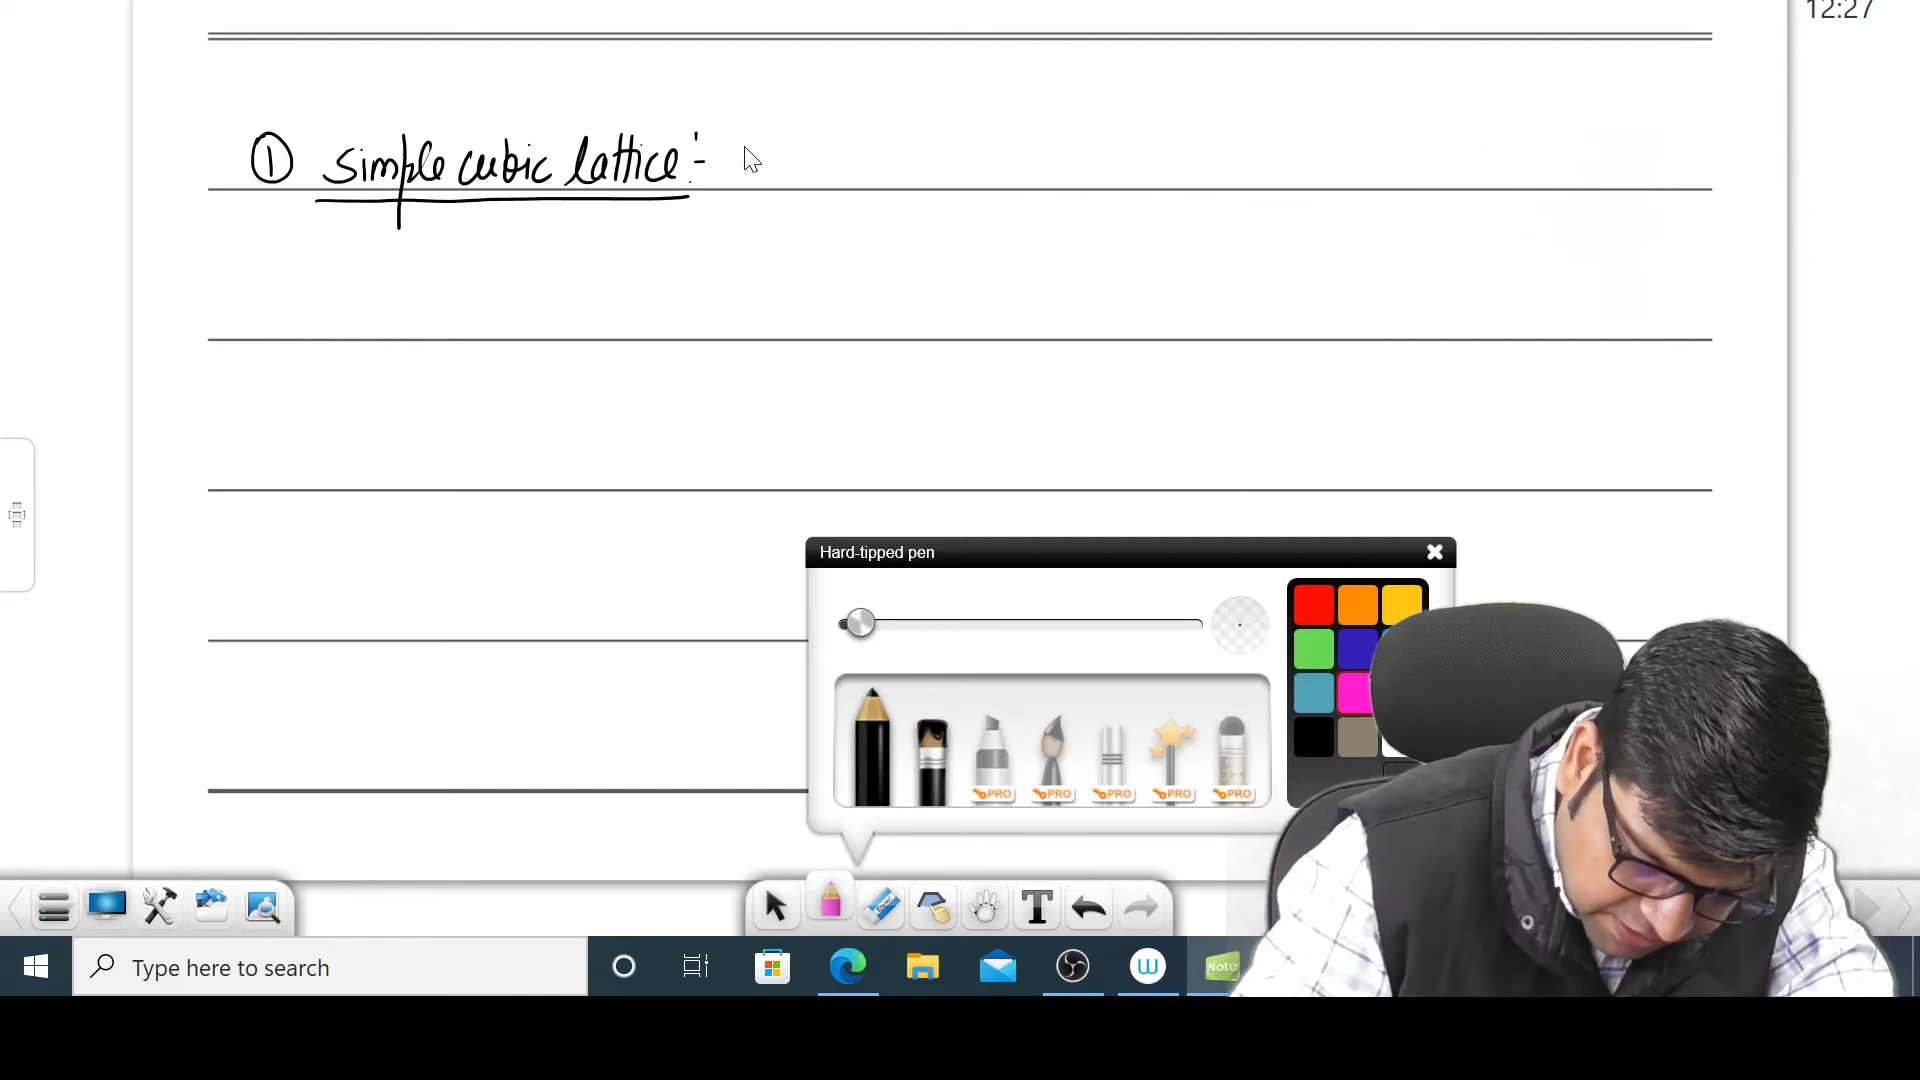 12:27
① simple cubic lattice :-
Hard-tipped pen
PRO PRO PRO PRO PRO
T
Type here to search
W
Note